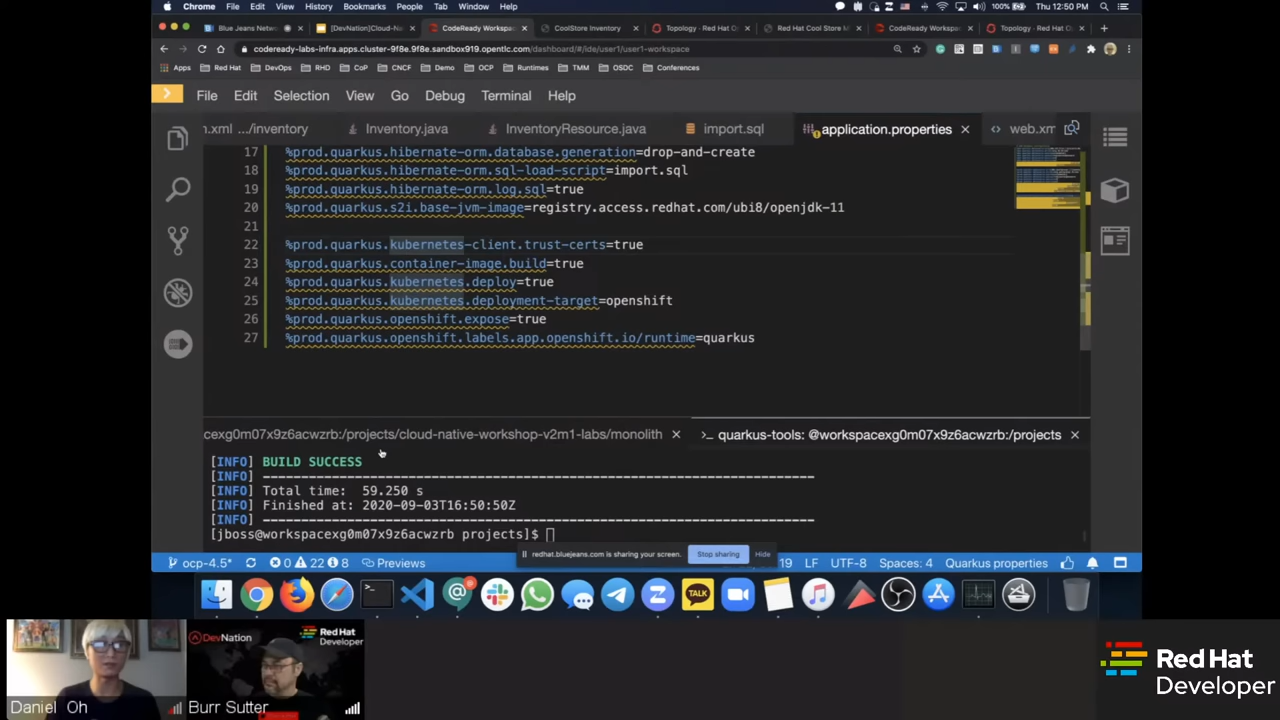 Chrome File Edit View History Bookmarks People Tab Window Help
100% Thu 12:50 PM
Blue Jeans Network
[DevNation]Cloud-Na
CodeReady Workspa
CoolStore Inventory
Topology - Red Hat O
Red Hat Cool Store M
CodeReady Workspa
Topology - Red Hat O
codeready-labs-infra.apps.cluster-9f8e.9f8e.sandbox919.opentlc.com/dashboard/#/ide/user1/user1-workspace
Apps Red Hat DevOps RHD CoP CNCF Demo OCP Runtimes TMM OSDC Conferences
File Edit Selection View Go Debug Terminal Help
n.xml .../inventory Inventory.java InventoryResource.java import.sql application.properties web.xm
17 %prod.quarkus.hibernate-orm.database.generation=drop-and-create
18 %prod.quarkus.hibernate-orm.sql-load-script=import.sql
19 %prod.quarkus.hibernate-orm.log.sql=true
20 %prod.quarkus.s2i.base-jvm-image=registry.access.redhat.com/ubi8/openjdk-11
21
22 %prod.quarkus.kubernetes-client.trust-certs=true
23 %prod.quarkus.container-image.build=true
24 %prod.quarkus.kubernetes.deploy=true
25 %prod.quarkus.kubernetes.deployment-target=openshift
26 %prod.quarkus.openshift.expose=true
27 %prod.quarkus.openshift.labels.app.openshift.io/runtime=quarkus
cexg0m07x9z6acwzrb:/projects/cloud-native-workshop-v2m1-labs/monolith
>_ quarkus-tools: @workspacexg0m07x9z6acwzrb:/projects
[INFO] BUILD SUCCESS
[INFO] ------------------------------------------------------------------------
[INFO] Total time: 59.250 s
[INFO] Finished at: 2020-09-03T16:50:50Z
[INFO] ------------------------------------------------------------------------
[jboss@workspacexg0m07x9z6acwzrb projects]$
redhat.bluejeans.com is sharing your screen. Stop sharing Hide
ocp-4.5* 0 22 8 Previews 19 LF UTF-8 Spaces: 4 Quarkus properties
TALK
DevNation
Red Hat
Developer
Daniel Oh
Burr Sutter
Red Hat
Developer